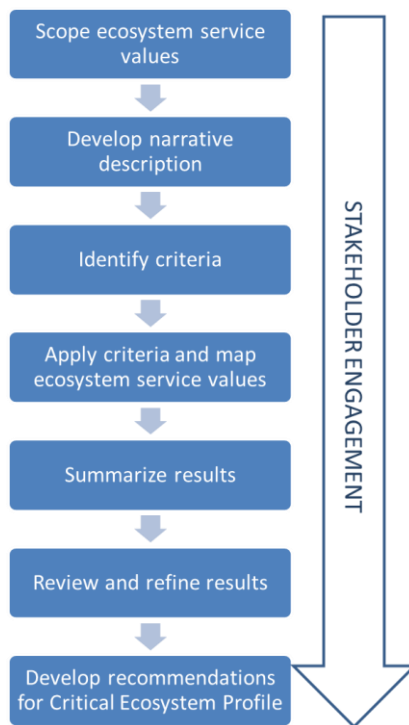 Scope ecosystem service
values
Develop narrative
description
Identify criteria
Apply criteria and map
ecosystem service values
Summarize results
Review and refine results
Develop recommendations
for Critical Ecosystem Profile
STAKEHOLDER ENGAGEMENT